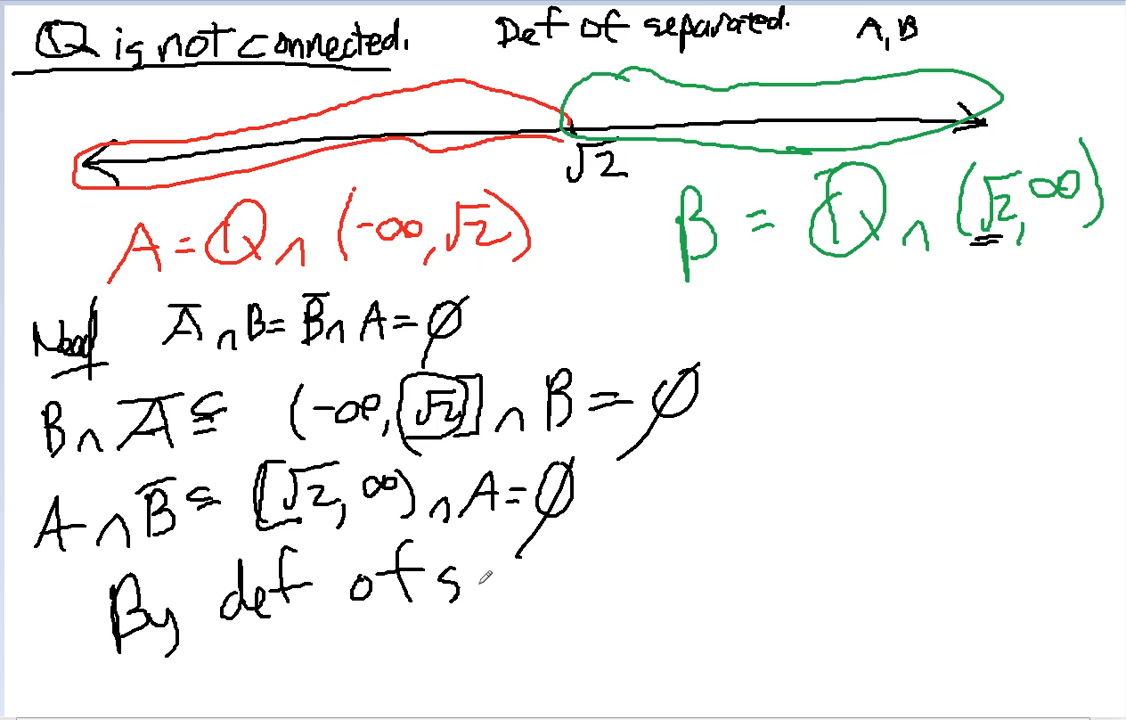 Q is not connected. Def of separated. A, B
√2
A = Q ∩ (-∞, √2) B = Q ∩ (√2, ∞)
Need Ā ∩ B = B̄ ∩ A = ∅
B ∩ Ā ⊆ (-∞, √2] ∩ B = ∅
A ∩ B̄ ⊆ [√2, ∞) ∩ A = ∅
By def of s